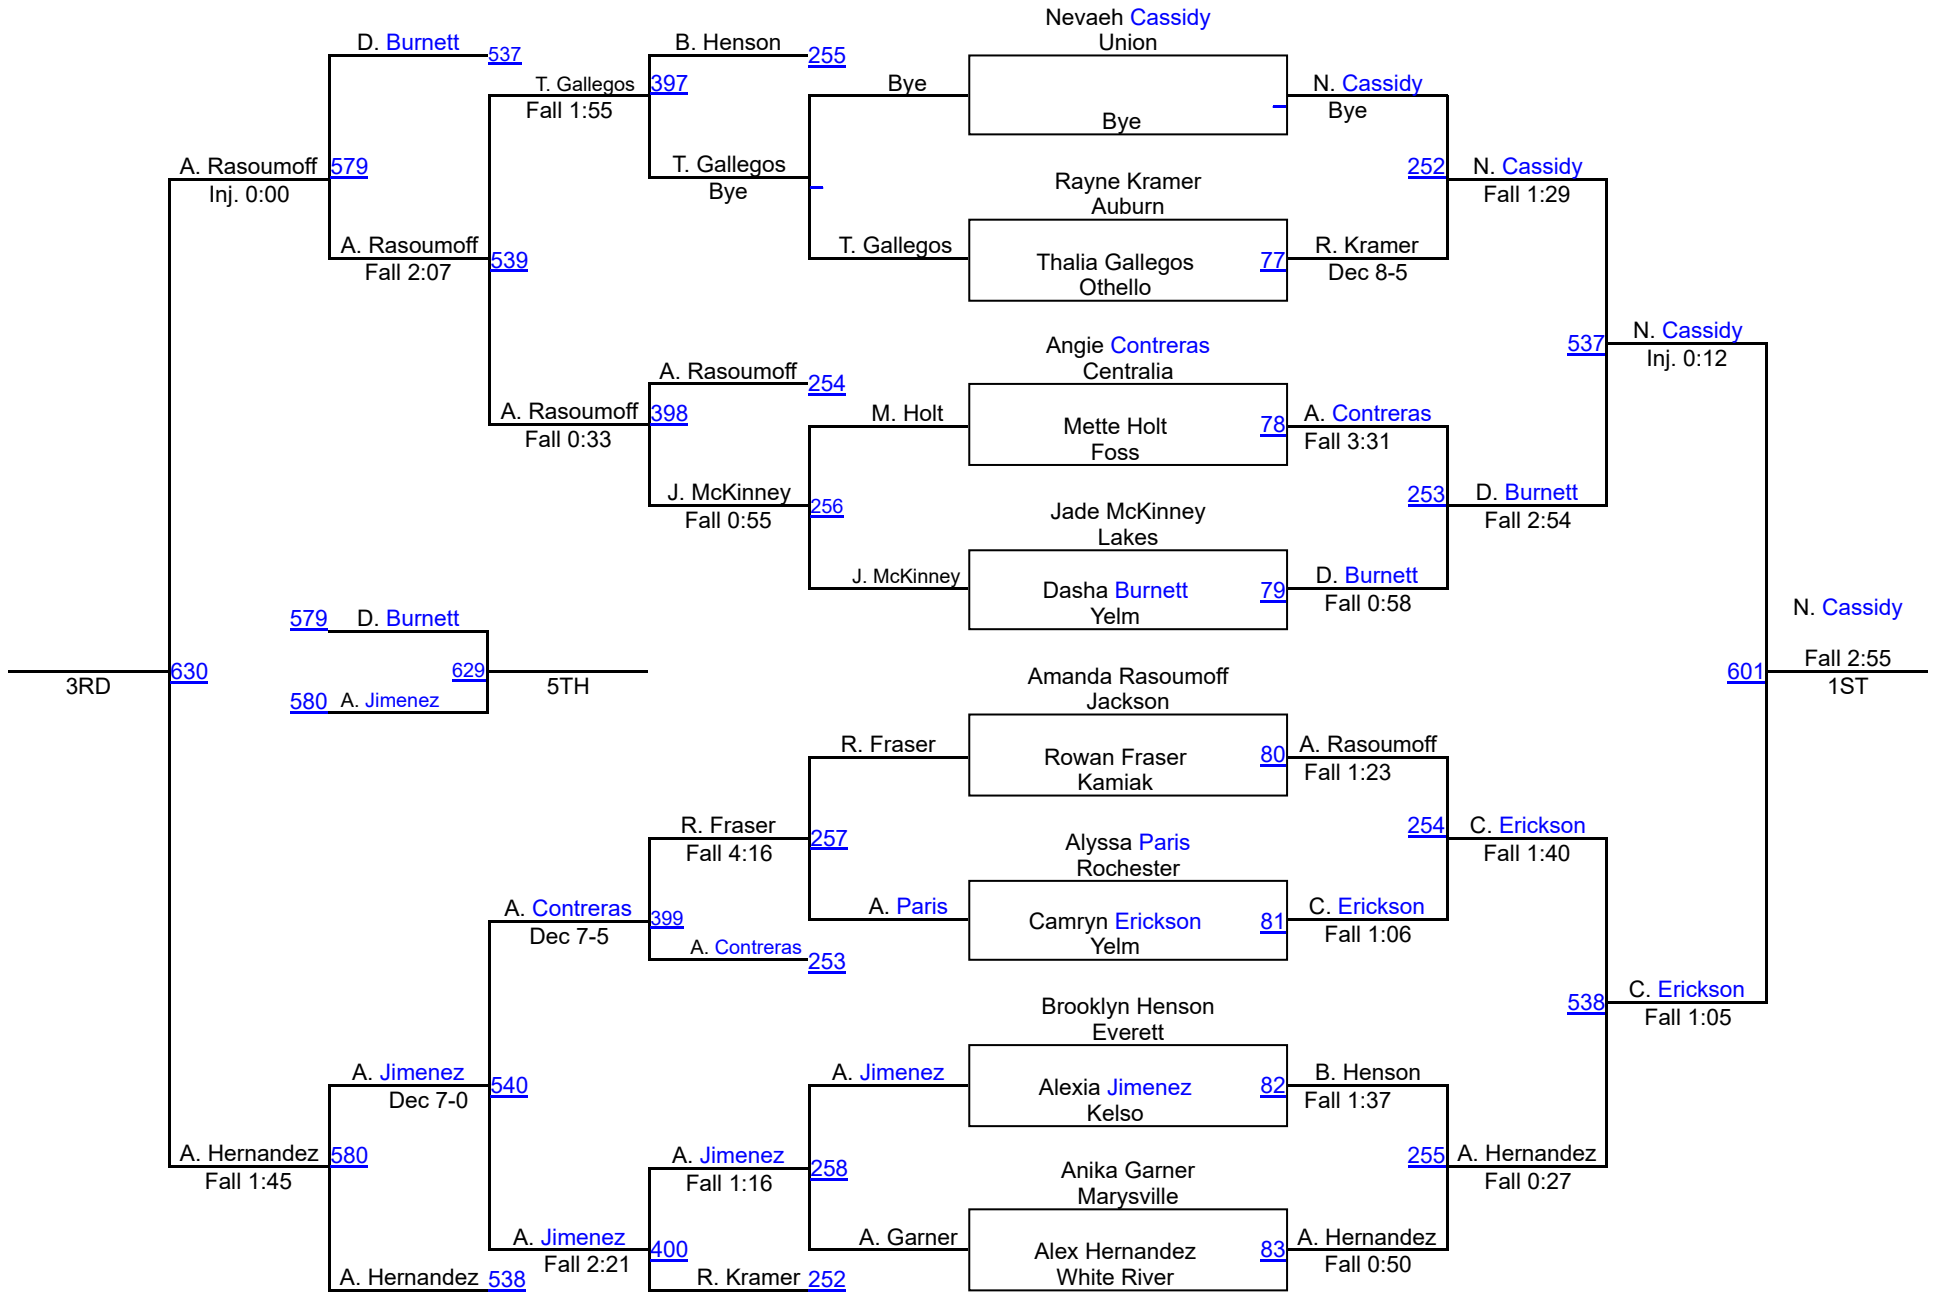 Nevaeh Cassidy
D. Burnett
B. Henson
Union
537
255
T. Gallegos
397
Bye
N. Cassidy
Fall 1:55
Bye
Bye
A. Rasoumoff
579
T. Gallegos
252
N. Cassidy
Inj. 0:00
Bye
Rayne Kramer
Fall 1:29
Auburn
A. Rasoumoff
T. Gallegos
R. Kramer
Fall 2:07
539
Thalia Gallegos
77
Dec 8-5
Othello
Angie Contreras
537
N. Cassidy
A. Rasoumoff
254
Centralia
Inj. 0:12
A. Rasoumoff
398
M. Holt
Mette Holt
78
A. Contreras
Fall 0:33
Foss
Fall 3:31
J. McKinney
256
Jade McKinney
253
D. Burnett
Fall 0:55
Lakes
Fall 2:54
J. McKinney
Dasha Burnett
79
D. Burnett
Yelm
Fall 0:58
579
D. Burnett
N. Cassidy
630
629
Amanda Rasoumoff
601
Fall 2:55
3RD
5TH
1ST
580
A. Jimenez
Jackson
R. Fraser
Rowan Fraser
80
A. Rasoumoff
Kamiak
Fall 1:23
R. Fraser
257
Alyssa Paris
254
C. Erickson
Fall 4:16
Rochester
Fall 1:40
A. Contreras
399
A. Paris
Camryn Erickson
81
C. Erickson
Dec 7-5
A. Contreras
253
Yelm
Fall 1:06
Brooklyn Henson
538
C. Erickson
Everett
Fall 1:05
A. Jimenez
540
A. Jimenez
Alexia Jimenez
82
B. Henson
Dec 7-0
Kelso
Fall 1:37
A. Hernandez
580
A. Jimenez
258
Anika Garner
255
A. Hernandez
Fall 1:45
Fall 1:16
Marysville
Fall 0:27
A. Jimenez
400
A. Garner
Alex Hernandez
83
A. Hernandez
Fall 2:21
White River
Fall 0:50
A. Hernandez
538
R. Kramer
252